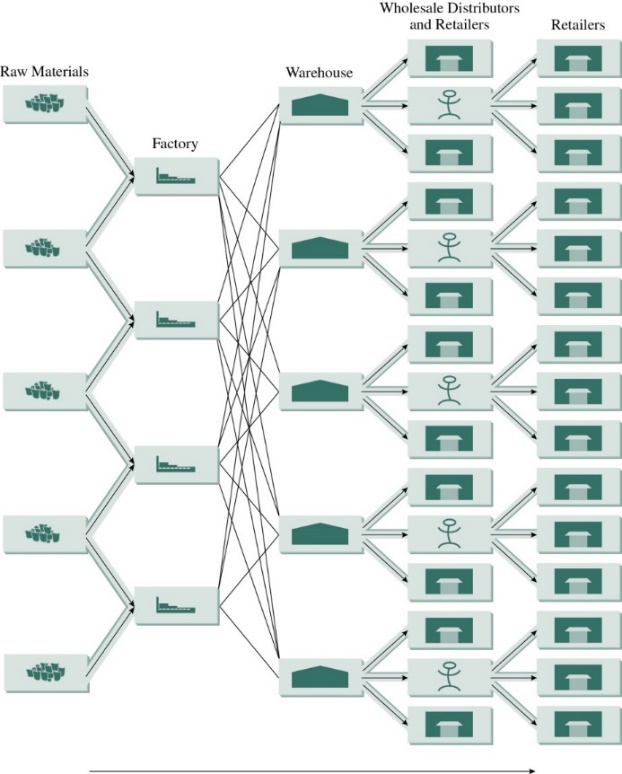 Wholesale Distributors
and Retailers
Retailers
Raw Materials
Warehouse
Factory